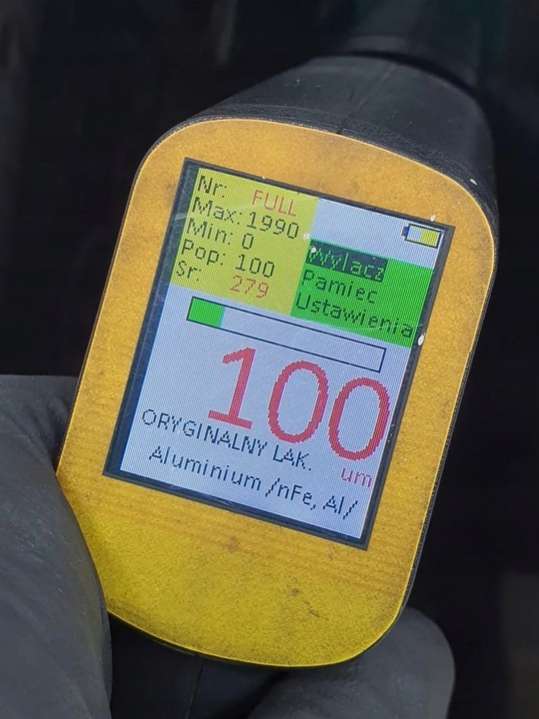 Nr: FULL
Max: 1990
Min: 0
Pop: 100
Sr: 279
Wylacz
Pamiec
Ustawienia
100
um
ORYGINALNY LAK.
Aluminium /nFe, Al/